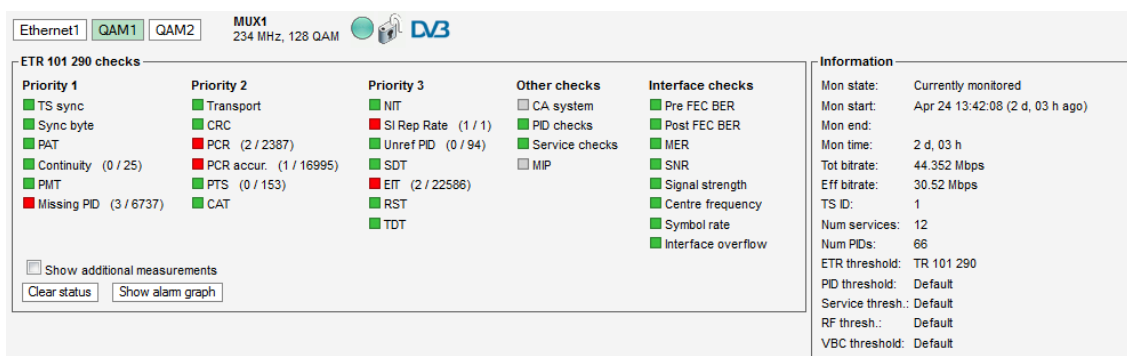 Ethernet1 QAM1 QAM2
MUX1
234 MHz, 128 QAM
DVB
ETR 101 290 checks
Priority 1
TS sync
Sync byte
PAT
Continuity (0 / 25)
PMT
Missing PID (3 / 6737)
Priority 2
Transport
CRC
PCR (2 / 2387)
PCR accur. (1 / 16995)
PTS (0 / 153)
CAT
Priority 3
NIT
SI Rep Rate (1 / 1)
Unref PID (0 / 94)
SDT
EIT (2 / 22586)
RST
TDT
Other checks
CA system
PID checks
Service checks
MIP
Interface checks
Pre FEC BER
Post FEC BER
MER
SNR
Signal strength
Centre frequency
Symbol rate
Interface overflow
Show additional measurements
Clear status Show alarm graph
Information
Mon state: Currently monitored
Mon start: Apr 24 13:42:08 (2 d, 03 h ago)
Mon end:
Mon time: 2 d, 03 h
Tot bitrate: 44.352 Mbps
Eff bitrate: 30.52 Mbps
TS ID: 1
Num services: 12
Num PIDs: 66
ETR threshold: TR 101 290
PID threshold: Default
Service thresh.: Default
RF thresh.: Default
VBC threshold: Default